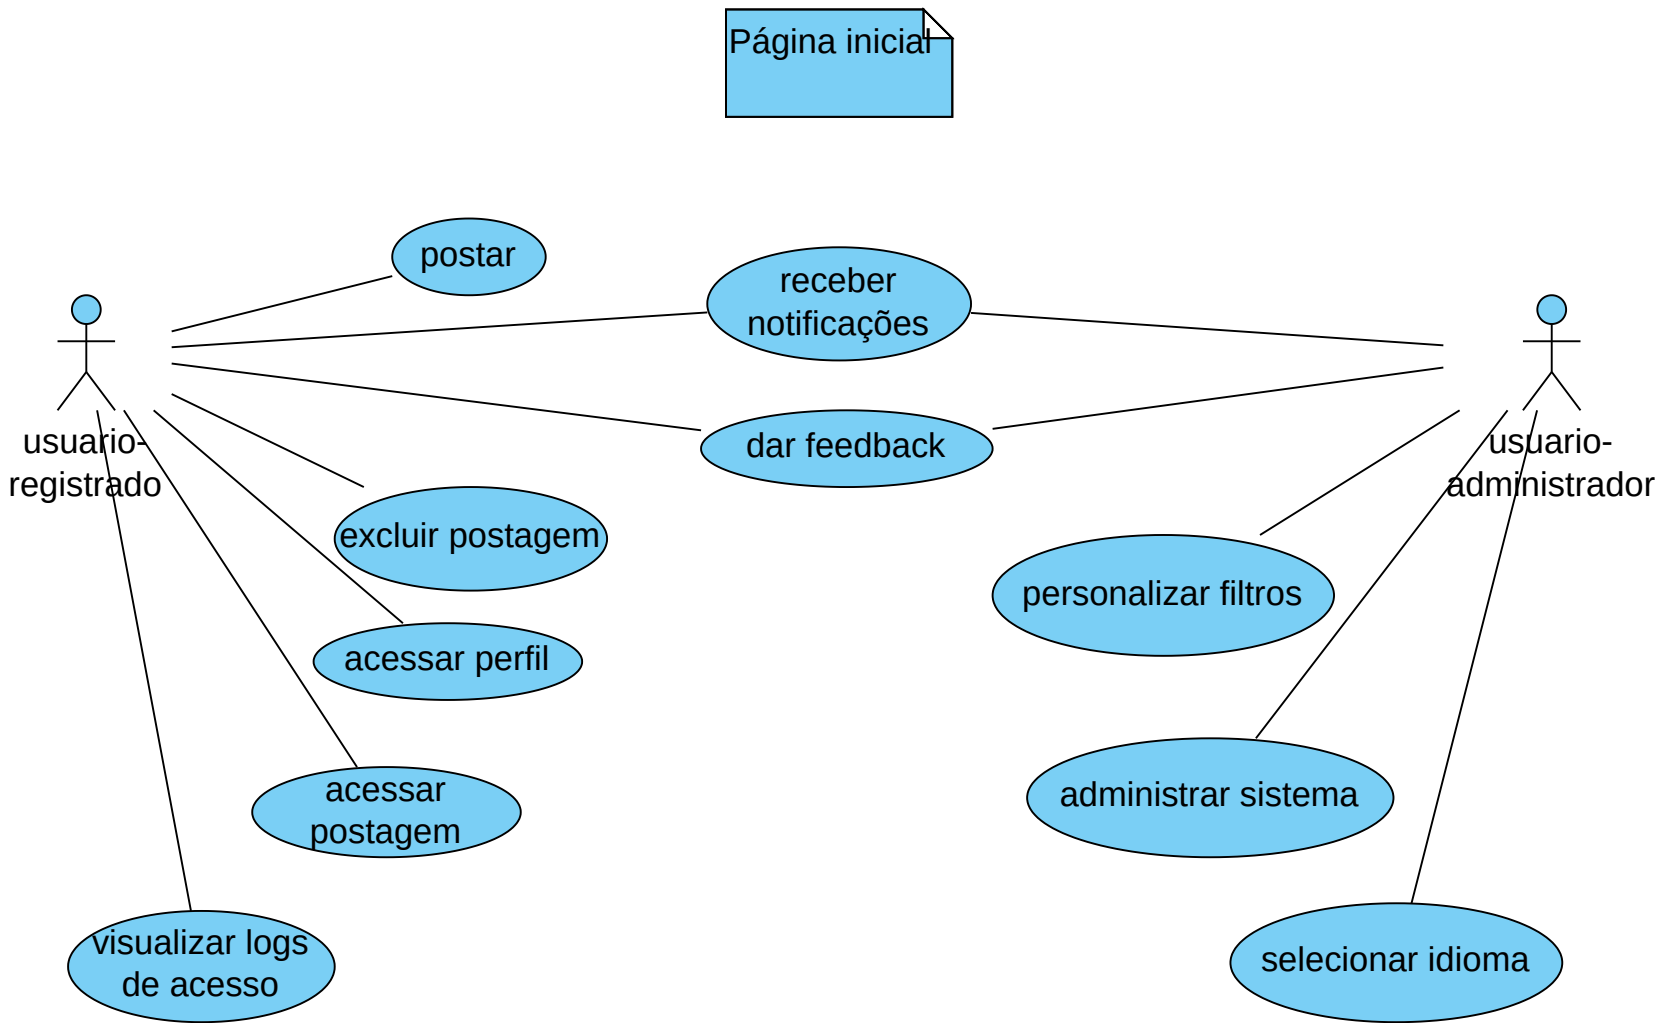 Página inicial
postar
receber
notificações
usuario-
registrado
dar feedback
usuario-
administrador
excluir postagem
personalizar filtros
acessar perfil
acessar
postagem
administrar sistema
visualizar logs
de acesso
selecionar idioma